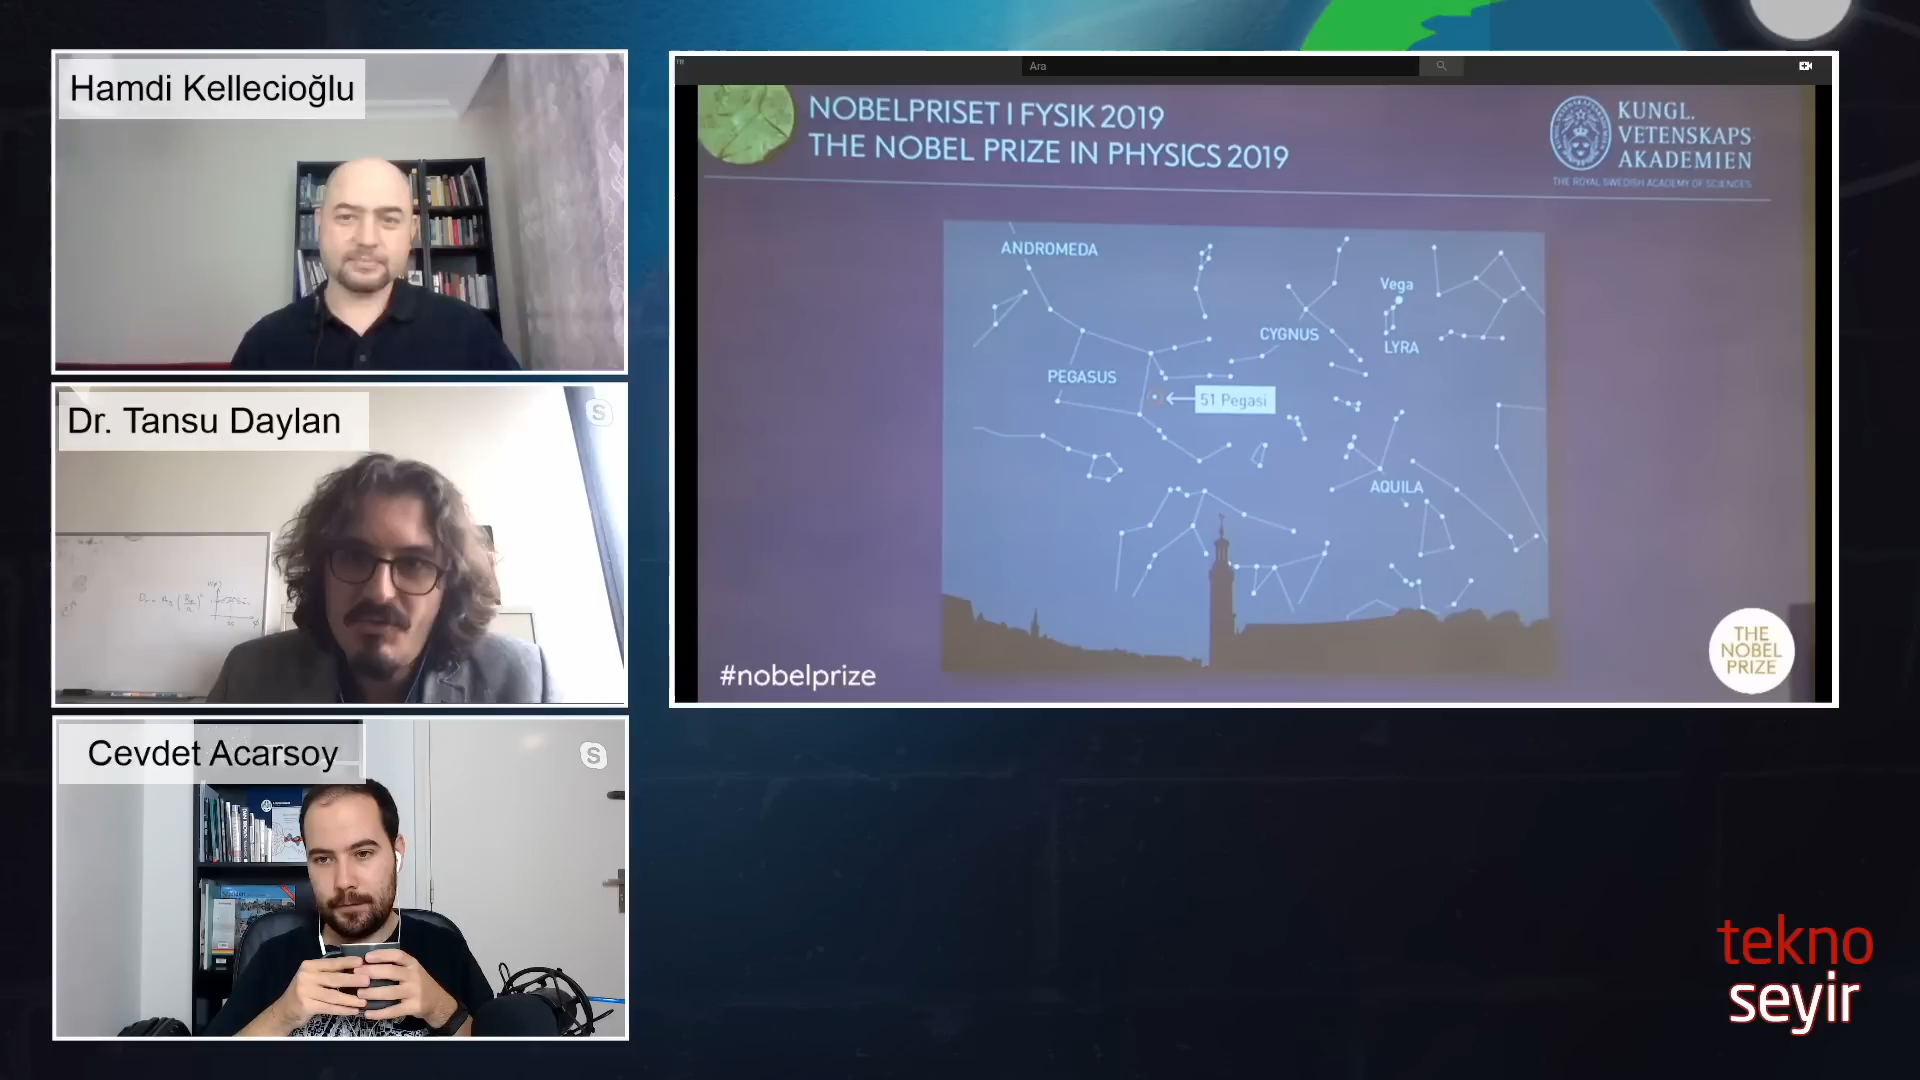 Hamdi Kellecioğlu
Dr. Tansu Daylan
Cevdet Acarsoy
Ara
NOBELPRISET I FYSIK 2019
THE NOBEL PRIZE IN PHYSICS 2019
KUNGL.
VETENSKAPS
AKADEMIEN
THE ROYAL SWEDISH ACADEMY OF SCIENCES
ANDROMEDA
Vega
CYGNUS
LYRA
PEGASUS
51 Pegasi
AQUILA
#nobelprize
THE
NOBEL
PRIZE
tekno
seyir